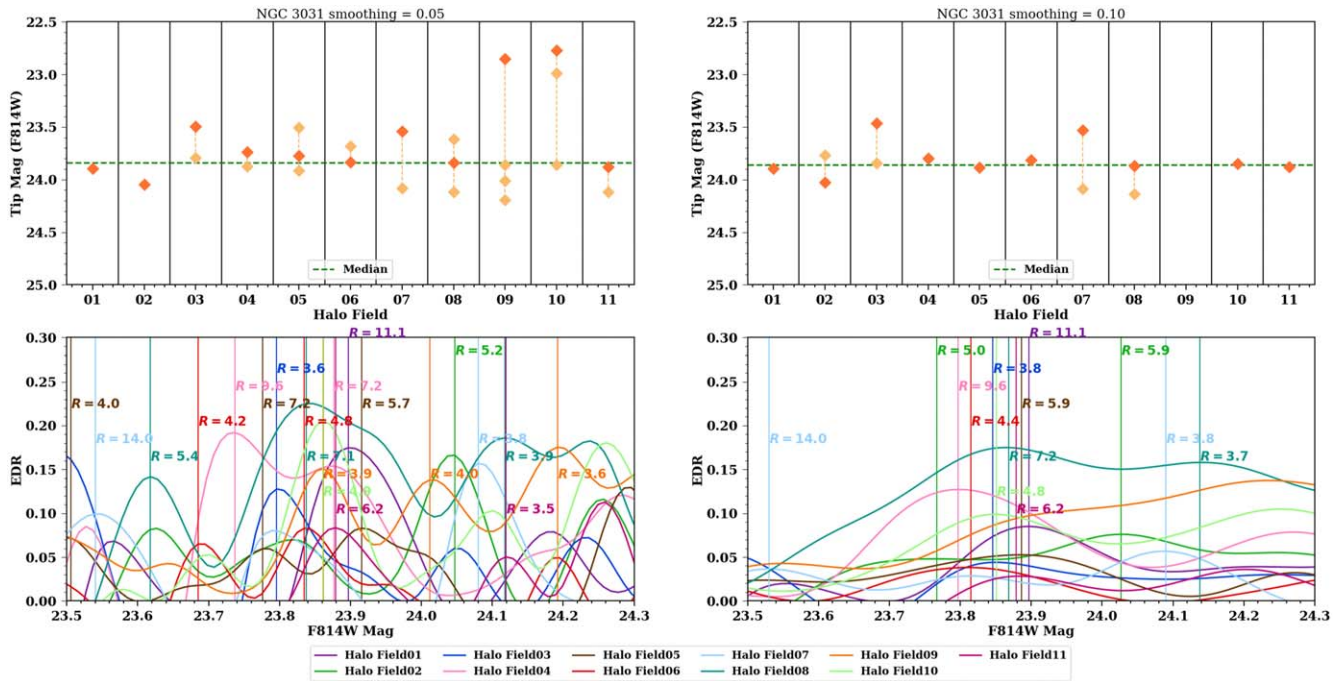 NGC 3031 smoothing = 0.05
22.5
23.0
23.5
24.0
24.5
25.0
Tip Mag (F814W)
Median
01 02 03 04 05 06 07 08 09 10 11
Halo Field
NGC 3031 smoothing = 0.10
22.5
23.0
23.5
24.0
24.5
25.0
Tip Mag (F814W)
Median
01 02 03 04 05 06 07 08 09 10 11
Halo Field
0.30
0.25
0.20
0.15
0.10
0.05
0.00
EDR
R = 11.1
R = 5.2
R = 3.6
R = 9.6
R = 7.2
R = 4.0
R = 7.2
R = 5.7
R = 4.2
R = 4.8
R = 14.0
R = 3.8
R = 5.4
R = 7.1
R = 3.9
R = 3.9
R = 4.0
R = 3.6
R = 4.9
R = 6.2
R = 3.5
23.5 23.6 23.7 23.8 23.9 24.0 24.1 24.2 24.3
F814W Mag
0.30
0.25
0.20
0.15
0.10
0.05
0.00
EDR
R = 11.1
R = 5.0
R = 5.9
R = 3.8
R = 9.6
R = 5.9
R = 4.4
R = 14.0
R = 3.8
R = 7.2
R = 3.7
R = 4.8
R = 6.2
23.5 23.6 23.7 23.8 23.9 24.0 24.1 24.2 24.3
F814W Mag
Halo Field01 Halo Field03 Halo Field05 Halo Field07 Halo Field09 Halo Field11
Halo Field02 Halo Field04 Halo Field06 Halo Field08 Halo Field10